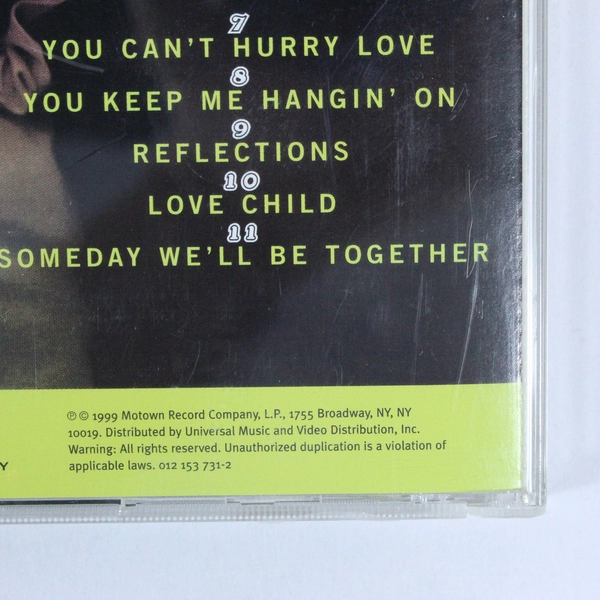 7
YOU CAN'T HURRY LOVE
8
YOU KEEP ME HANGIN' ON
9
REFLECTIONS
10
LOVE CHILD
11
SOMEDAY WE'LL BE TOGETHER
℗ © 1999 Motown Record Company, L.P., 1755 Broadway, NY, NY
10019. Distributed by Universal Music and Video Distribution, Inc.
Warning: All rights reserved. Unauthorized duplication is a violation of
Y
applicable laws. 012 153 731-2